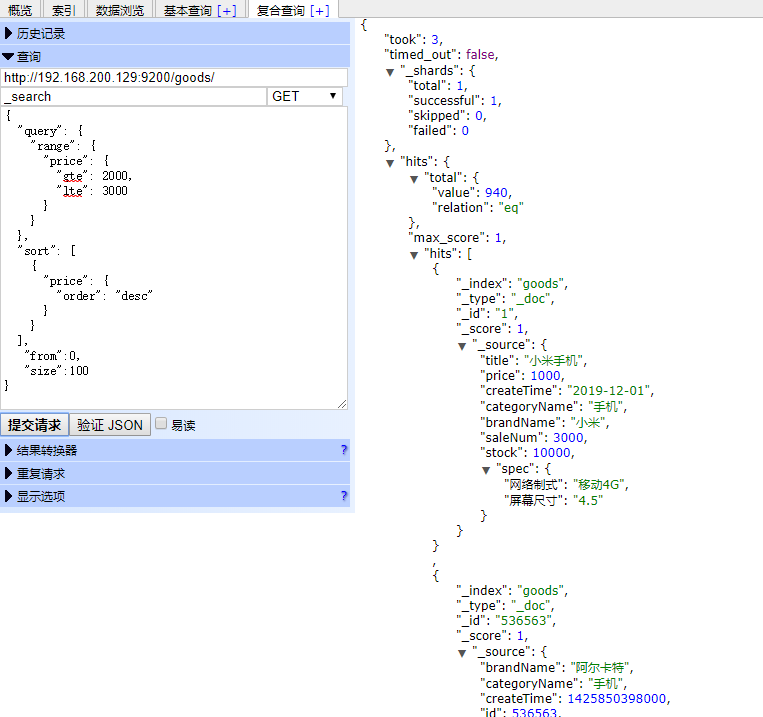 概览 索引 数据浏览 基本查询 [+] 复合查询 [+]
历史记录
查询
http://192.168.200.129:9200/goods/
_search GET
{
"query": {
"range": {
"price": {
"gte": 2000,
"lte": 3000
}
}
},
"sort": [
{
"price": {
"order": "desc"
}
}
],
"from":0,
"size":100
}
提交请求 验证 JSON 易读
结果转换器 ?
重复请求
显示选项 ?
{
"took": 3,
"timed_out": false,
"_shards": {
"total": 1,
"successful": 1,
"skipped": 0,
"failed": 0
},
"hits": {
"total": {
"value": 940,
"relation": "eq"
},
"max_score": 1,
"hits": [
{
"_index": "goods",
"_type": "_doc",
"_id": "1",
"_score": 1,
"_source": {
"title": "小米手机",
"price": 1000,
"createTime": "2019-12-01",
"categoryName": "手机",
"brandName": "小米",
"saleNum": 3000,
"stock": 10000,
"spec": {
"网络制式": "移动4G",
"屏幕尺寸": "4.5"
}
}
}
,
{
"_index": "goods",
"_type": "_doc",
"_id": "536563",
"_score": 1,
"_source": {
"brandName": "阿尔卡特",
"categoryName": "手机",
"createTime": 1425850398000,
"id": 536563,